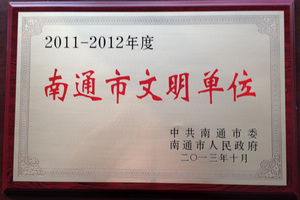 2011-2012年度
南通市文明单位
中共南通市委
南通市人民政府
二〇一三年十月